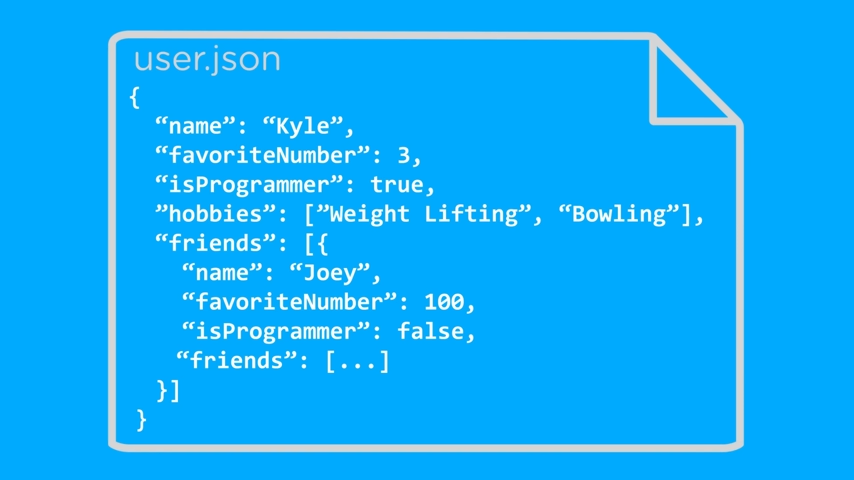 user.json
{
“name”: “Kyle”,
“favoriteNumber”: 3,
“isProgrammer”: true,
”hobbies”: [”Weight Lifting”, “Bowling”],
“friends”: [{
“name”: “Joey”,
“favoriteNumber”: 100,
“isProgrammer”: false,
“friends”: [...]
}]
}